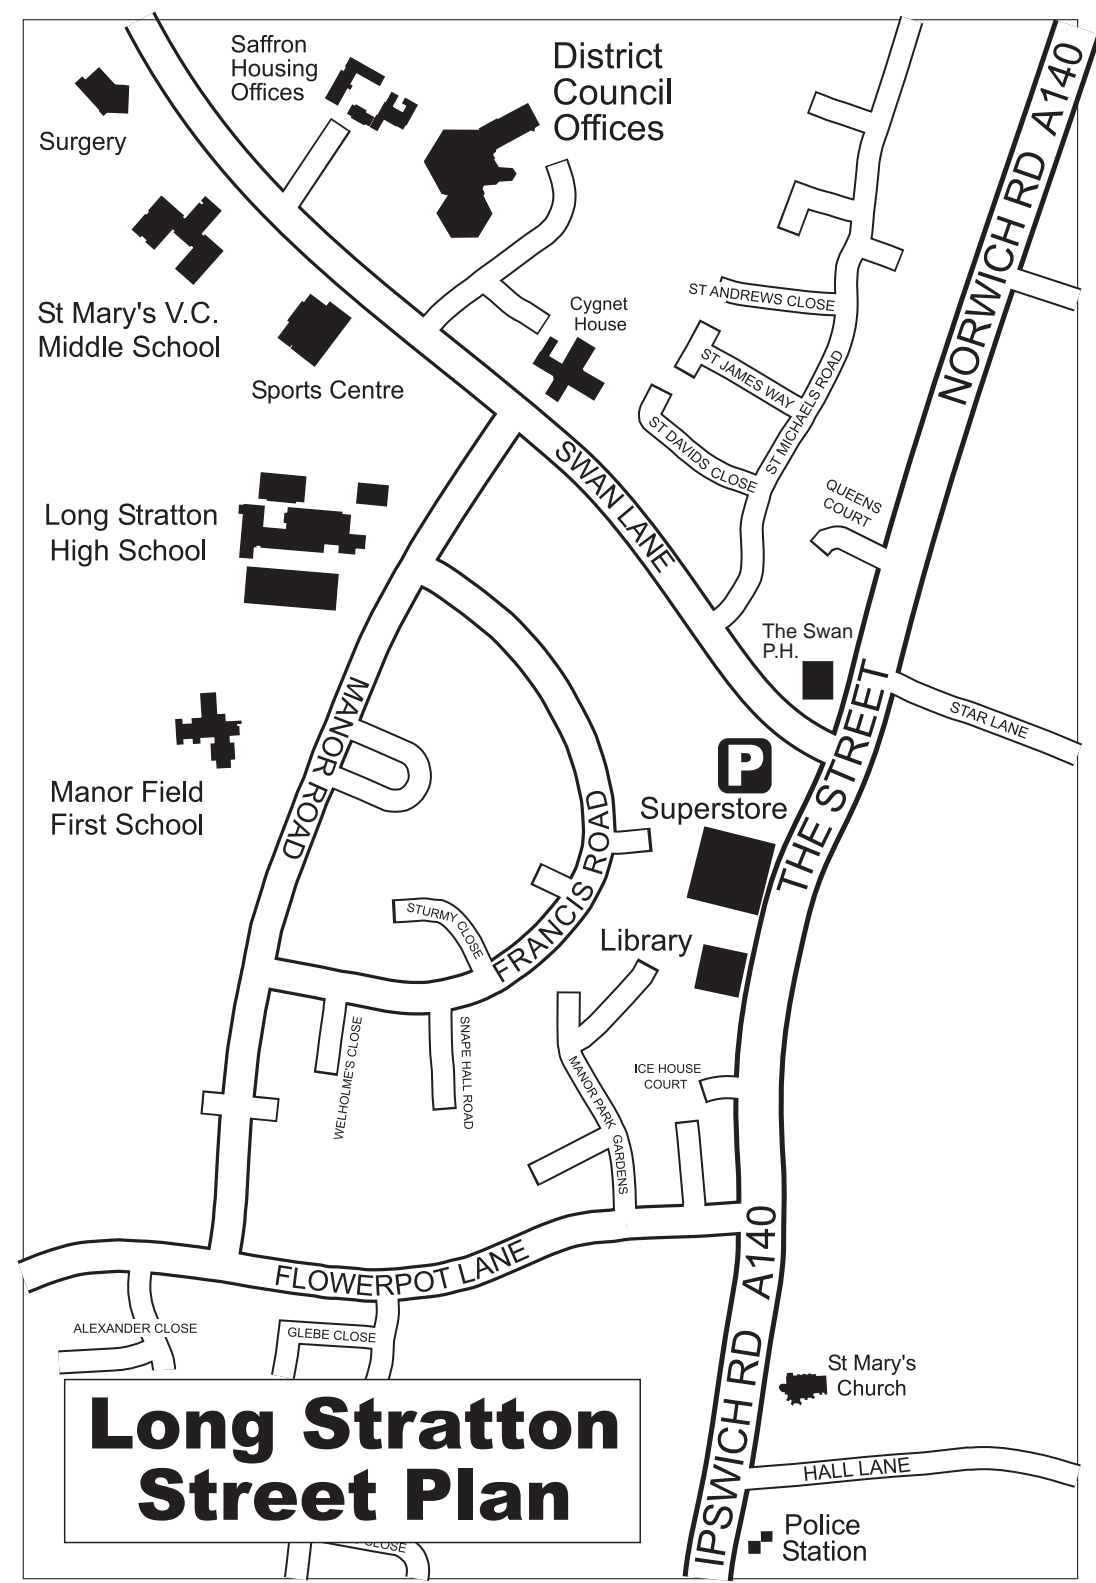 Saffron
Housing
Offices
District
Council
Offices
Surgery
NORWICH RD A140
St Mary's V.C.
Middle School
Sports Centre
Cygnet
House
ST ANDREWS CLOSE
ST JAMES WAY
ST DAVIDS CLOSE
ST MICHAELS ROAD
SWAN LANE
QUEENS
COURT
Long Stratton
High School
The Swan
P.H.
STAR LANE
THE STREET
Manor Field
First School
MANOR ROAD
P
Superstore
FRANCIS ROAD
STURMY CLOSE
Library
WELHOLME'S CLOSE
SNAPE HALL ROAD
MANOR PARK GARDENS
ICE HOUSE
COURT
FLOWERPOT LANE
ALEXANDER CLOSE
GLEBE CLOSE
IPSWICH RD A140
St Mary's
Church
HALL LANE
Long Stratton
Street Plan
CLOSE
Police
Station